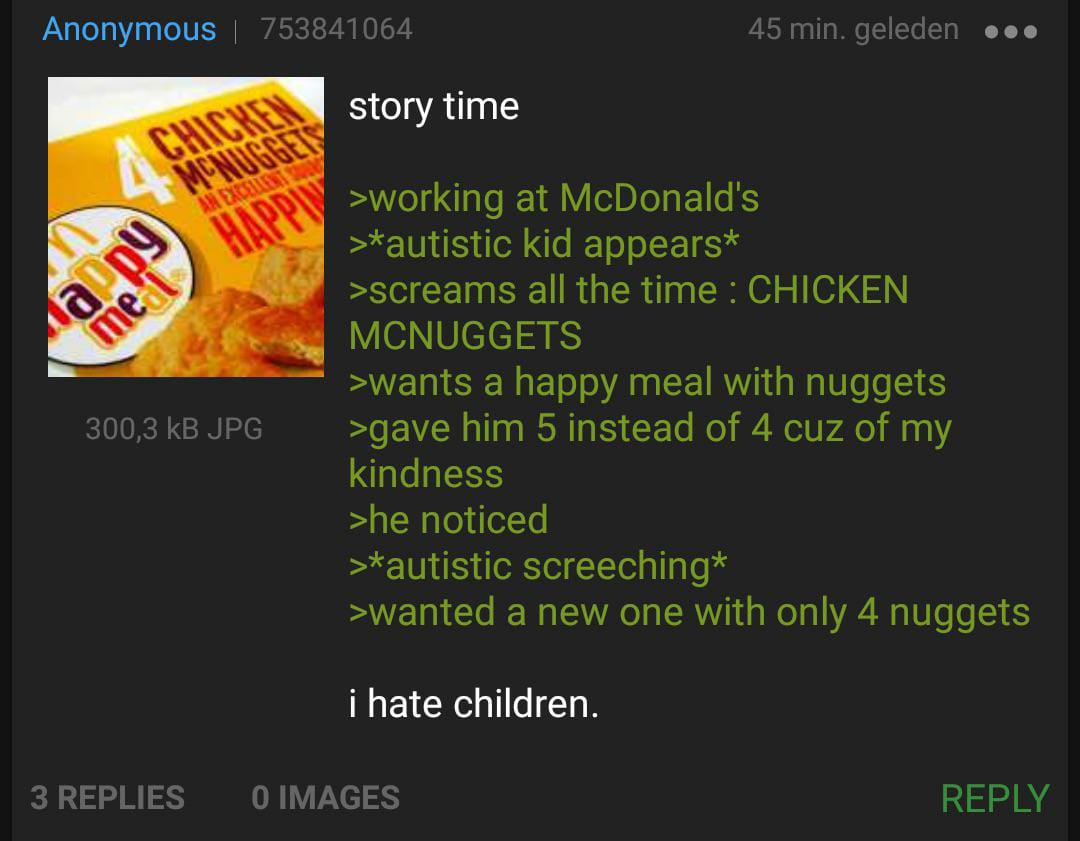 Anonymous | 753841064 45 min. geleden
4 CHICKEN
McNUGGETS
AN EXCELLENT
HAPPIN
happy
meal
300,3 kB JPG
story time
>working at McDonald's
>*autistic kid appears*
>screams all the time : CHICKEN
MCNUGGETS
>wants a happy meal with nuggets
>gave him 5 instead of 4 cuz of my
kindness
>he noticed
>*autistic screeching*
>wanted a new one with only 4 nuggets
i hate children.
3 REPLIES 0 IMAGES REPLY